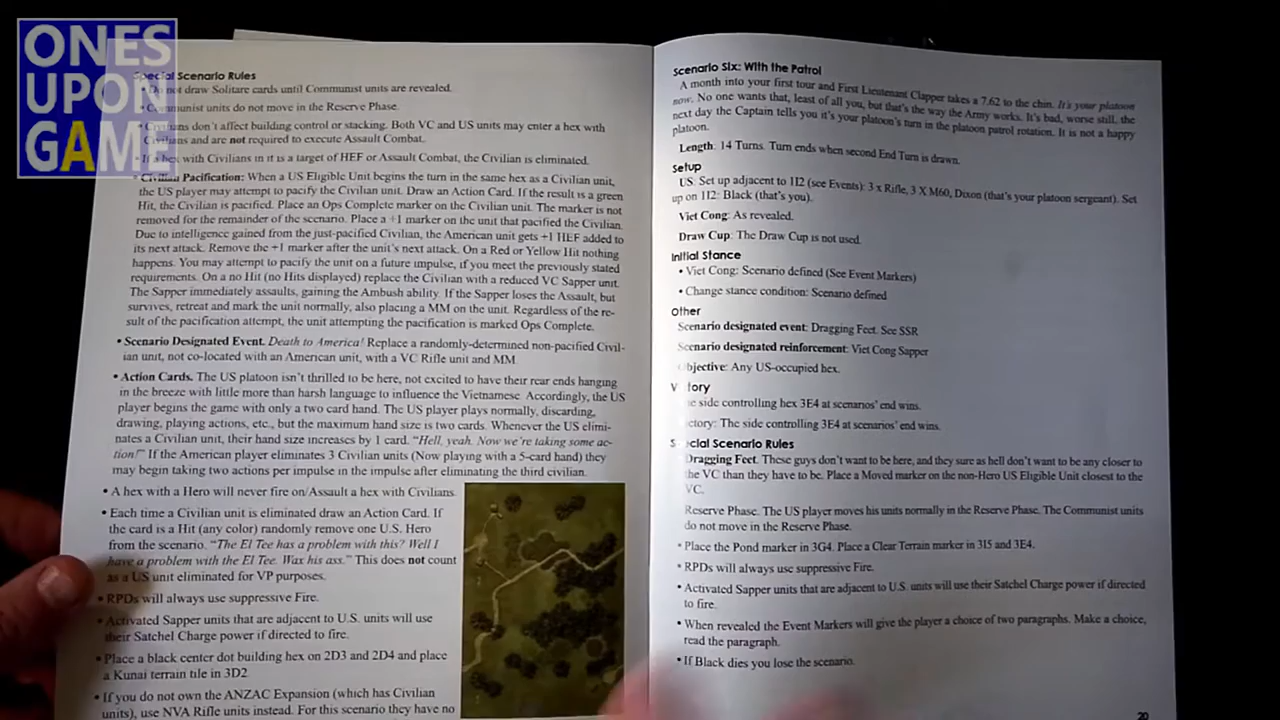 ONES
UPON
GAME
Special Scenario Rules
• Do not draw Solitare cards until Communist units are revealed.
• Communist units do not move in the Reserve Phase.
• Civilians don't affect building control or stacking. Both VC and US units may enter a hex with
Civilians and are not required to execute Assault Combat.
• If a hex with Civilians in it is a target of HEF or Assault Combat, the Civilian is eliminated.
• Civilian Pacification: When a US Eligible Unit begins the turn in the same hex as a Civilian unit,
the US player may attempt to pacify the Civilian unit. Draw an Action Card. If the result is a green
Hit, the Civilian is pacified. Place an Ops Complete marker on the Civilian unit. The marker is not
removed for the remainder of the scenario. Place a +1 marker on the unit that pacified the Civilian.
Due to intelligence gained from the just-pacified Civilian, the American unit gets +1 HEF added to
its next attack. Remove the +1 marker after the unit's next attack. On a Red or Yellow Hit nothing
happens. You may attempt to pacify the unit on a future impulse, if you meet the previously stated
requirements. On a no Hit (no Hits displayed) replace the Civilian with a reduced VC Sapper unit.
The Sapper immediately assaults, gaining the Ambush ability. If the Sapper loses the Assault, but
survives, retreat and mark the unit normally, also placing a MM on the unit. Regardless of the re-
sult of the pacification attempt, the unit attempting the pacification is marked Ops Complete.
• Scenario Designated Event. Death to America! Replace a randomly-determined non-pacified Civil-
ian unit, not co-located with an American unit, with a VC Rifle unit and MM.
• Action Cards. The US platoon isn't thrilled to be here, not excited to have their rear ends hanging
in the breeze with little more than harsh language to influence the Vietnamese. Accordingly, the US
player begins the game with only a two card hand. The US player plays normally, discarding,
drawing, playing actions, etc., but the maximum hand size is two cards. Whenever the US elimi-
nates a Civilian unit, their hand size increases by 1 card. "Hell, yeah. Now we're taking some ac-
tion!" If the American player eliminates 3 Civilian units (Now playing with a 5-card hand) they
may begin taking two actions per impulse in the impulse after eliminating the third civilian.
• A hex with a Hero will never fire on/Assault a hex with Civilians.
• Each time a Civilian unit is eliminated draw an Action Card. If
the card is a Hit (any color) randomly remove one U.S. Hero
from the scenario. "The El Tee has a problem with this? Well I
have a problem with the El Tee. Wax his ass." This does not count
as a US unit eliminated for VP purposes.
• RPDs will always use suppressive Fire.
• Activated Sapper units that are adjacent to U.S. units will use
their Satchel Charge power if directed to fire.
• Place a black center dot building hex on 2D3 and 2D4 and place
a Kunai terrain tile in 3D2
• If you do not own the ANZAC Expansion (which has Civilian
units), use NVA Rifle units instead. For this scenario they have no
Scenario Six: With the Patrol
A month into your first tour and First Lieutenant Clapper takes a 7.62 to the chin. It's your platoon
now. No one wants that, least of all you, but that's the way the Army works. It's bad, worse still, the
next day the Captain tells you it's your platoon's turn in the platoon patrol rotation. It is not a happy
platoon.
Length: 14 Turns. Turn ends when second End Turn is drawn.
Setup
US: Set up adjacent to 1I2 (see Events): 3 x Rifle, 3 X M60, Dixon (that's your platoon sergeant). Set
up on 1I2: Black (that's you).
Viet Cong: As revealed.
Draw Cup: The Draw Cup is not used.
Initial Stance
• Viet Cong: Scenario defined (See Event Markers)
• Change stance condition: Scenario defined
Other
Scenario designated event: Dragging Feet. See SSR
Scenario designated reinforcement: Viet Cong Sapper
Objective: Any US-occupied hex.
V tory
e side controlling hex 3E4 at scenarios' end wins.
ctory: The side controlling 3E4 at scenarios' end wins.
S cial Scenario Rules
Dragging Feet. These guys don't want to be here, and they sure as hell don't want to be any closer to
the VC than they have to be. Place a Moved marker on the non-Hero US Eligible Unit closest to the
VC.
Reserve Phase. The US player moves his units normally in the Reserve Phase. The Communist units
do not move in the Reserve Phase.
• Place the Pond marker in 3G4. Place a Clear Terrain marker in 3I5 and 3E4.
• RPDs will always use suppressive Fire.
• Activated Sapper units that are adjacent to U.S. units will use their Satchel Charge power if directed
to fire.
• When revealed the Event Markers will give the player a choice of two paragraphs. Make a choice,
read the paragraph.
• If Black dies you lose the scenario.
20